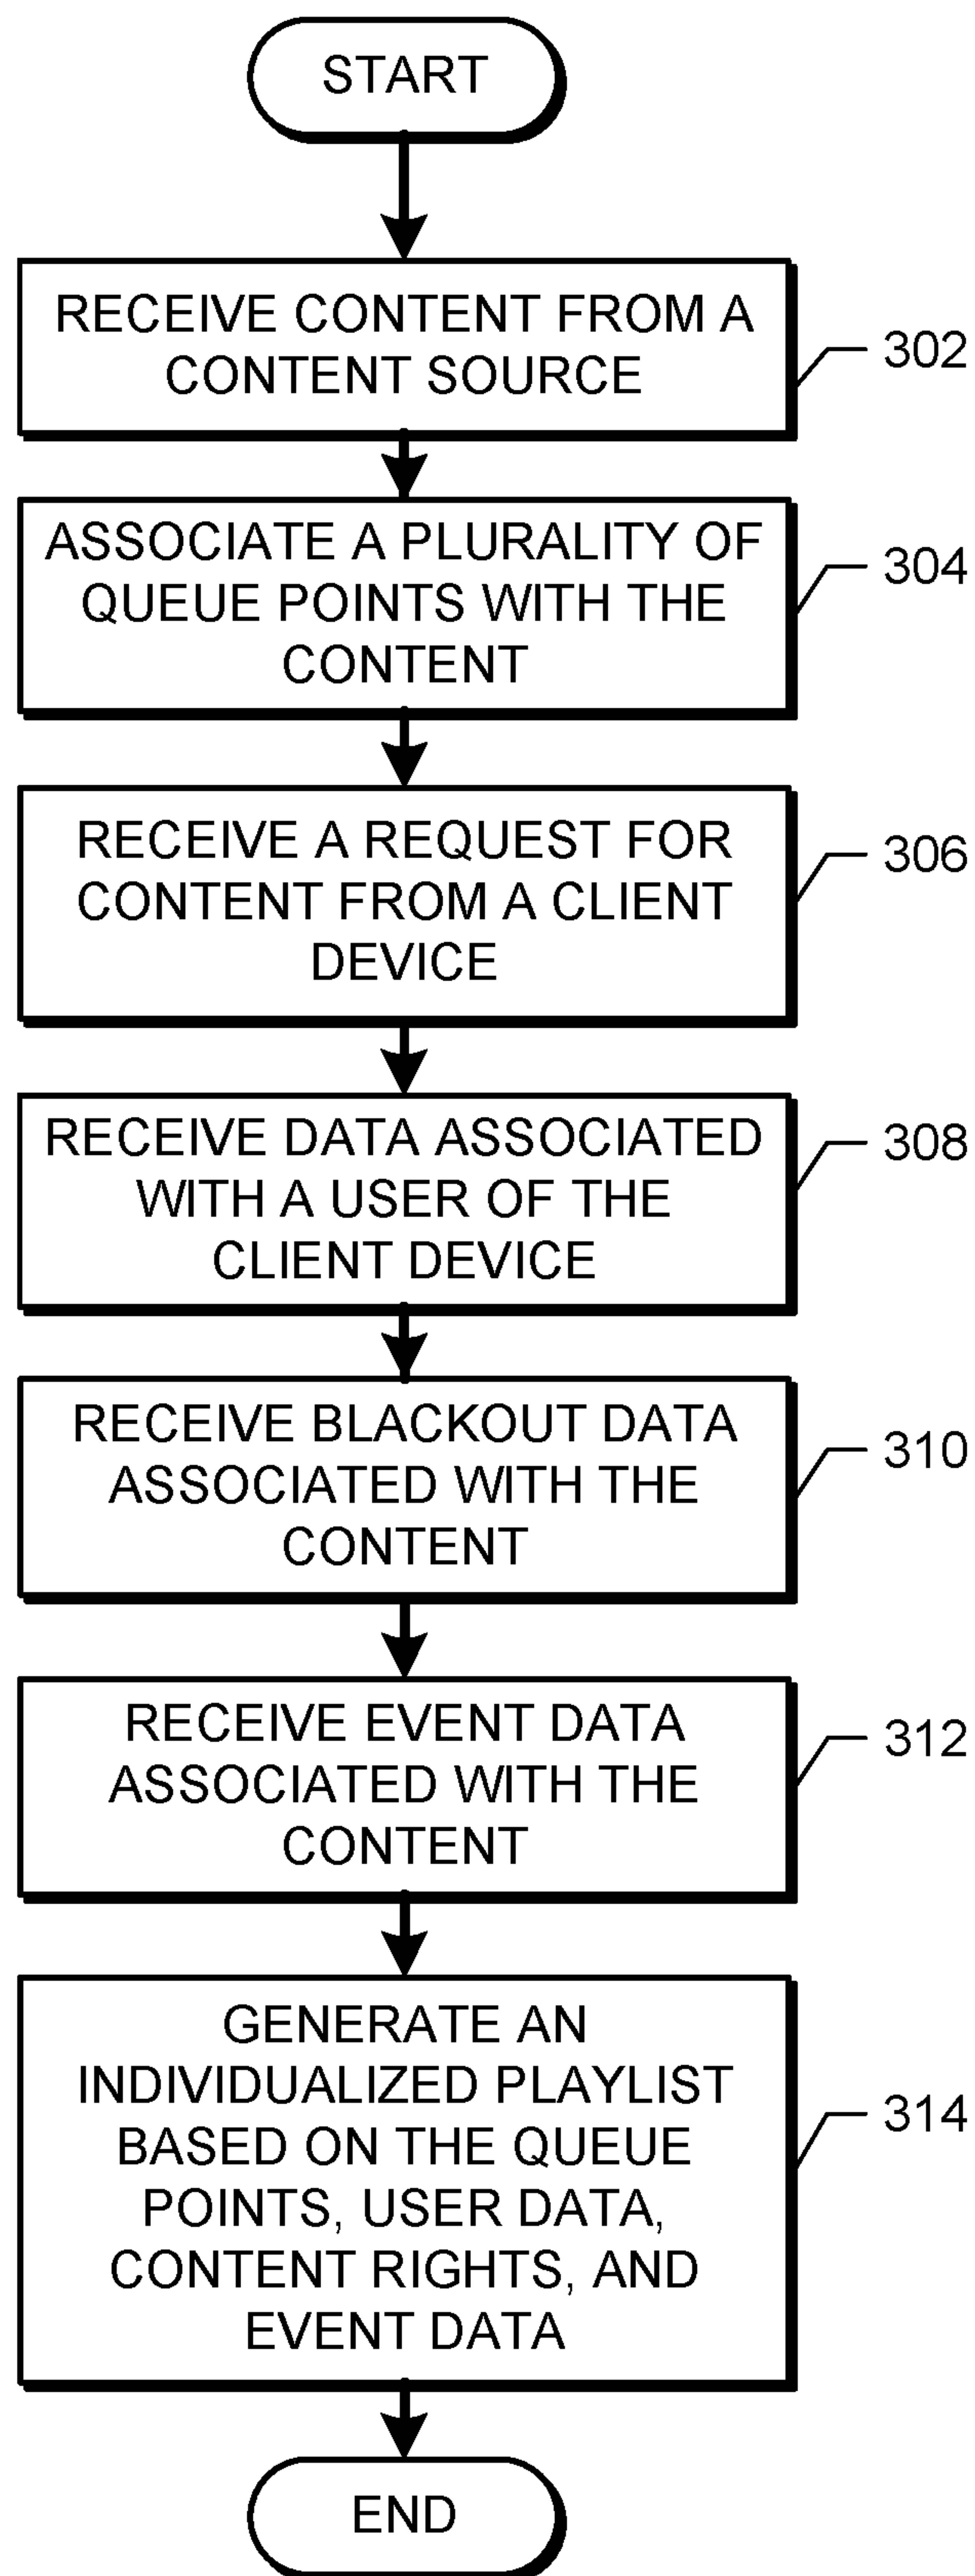 START
RECEIVE CONTENT FROM A
CONTENT SOURCE
302
ASSOCIATE A PLURALITY OF
QUEUE POINTS WITH THE
CONTENT
304
RECEIVE A REQUEST FOR
CONTENT FROM A CLIENT
DEVICE
306
RECEIVE DATA ASSOCIATED
WITH A USER OF THE
CLIENT DEVICE
308
RECEIVE BLACKOUT DATA
ASSOCIATED WITH THE
CONTENT
310
RECEIVE EVENT DATA
ASSOCIATED WITH THE
CONTENT
312
GENERATE AN
INDIVIDUALIZED PLAYLIST
BASED ON THE QUEUE
POINTS, USER DATA,
CONTENT RIGHTS, AND
EVENT DATA
314
END